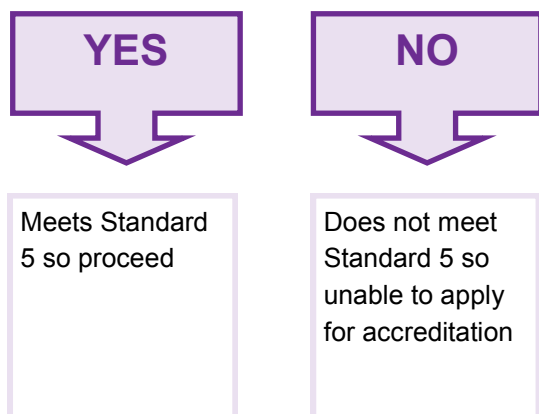 YES
NO
Meets Standard
5 so proceed
Does not meet
Standard 5 so
unable to apply
for accreditation